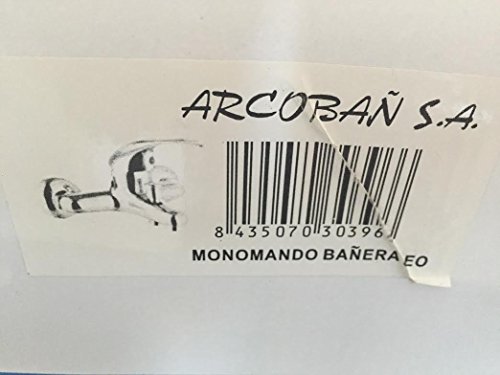 ARCOBAÑ S.A.
8 435070 30396
MONOMANDO BAÑERA EO